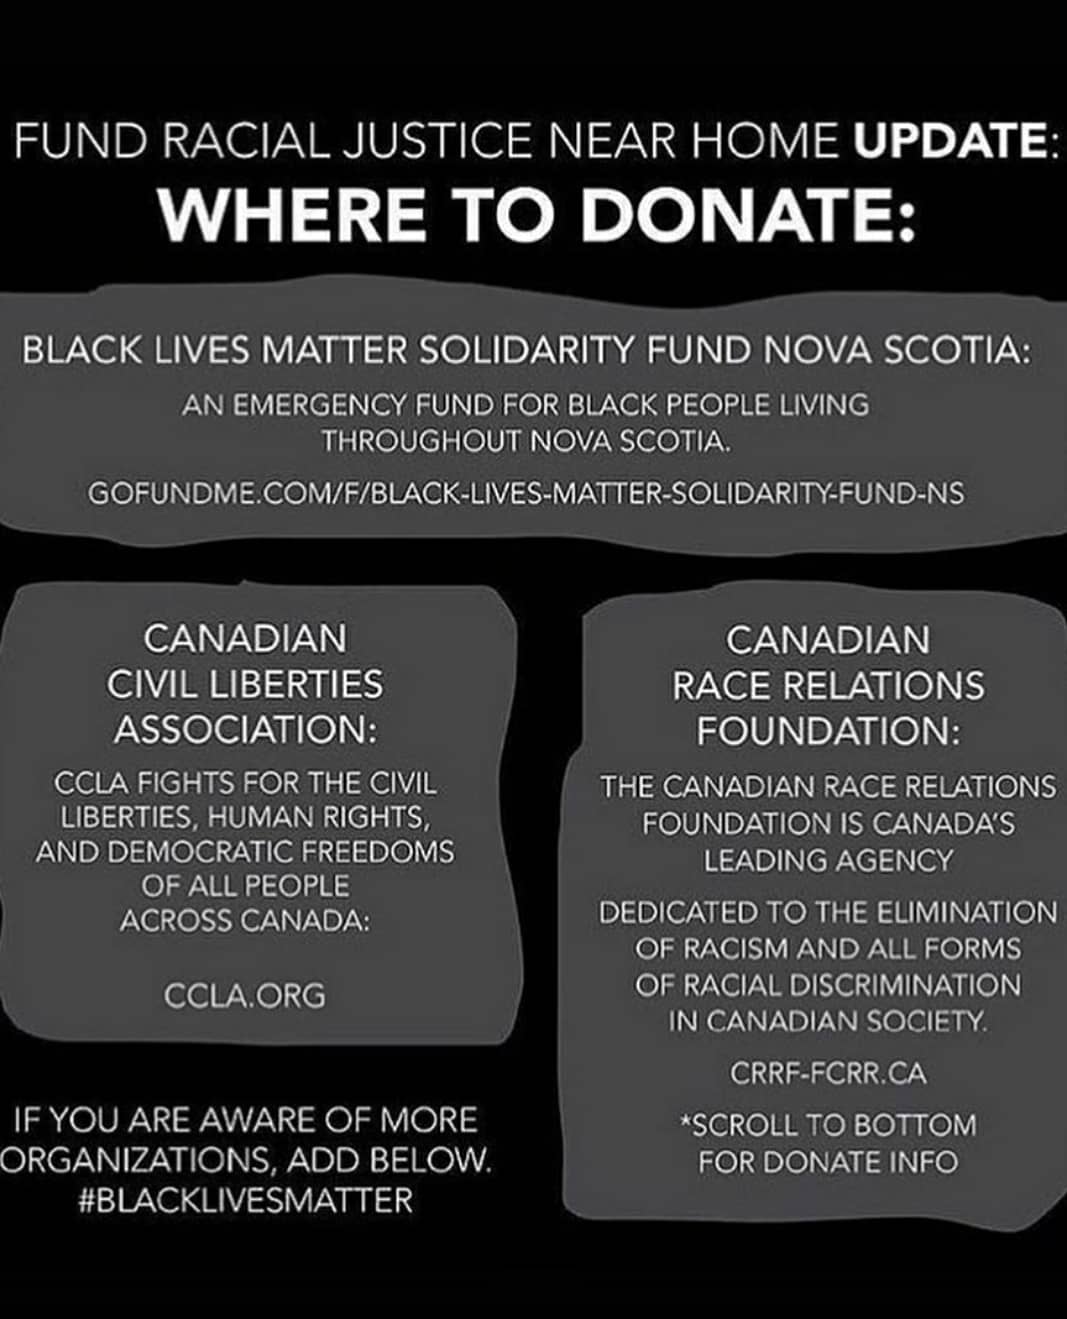 FUND RACIAL JUSTICE NEAR HOME UPDATE:
WHERE TO DONATE:
BLACK LIVES MATTER SOLIDARITY FUND NOVA SCOTIA:
AN EMERGENCY FUND FOR BLACK PEOPLE LIVING
THROUGHOUT NOVA SCOTIA.
GOFUNDME.COM/F/BLACK-LIVES-MATTER-SOLIDARITY-FUND-NS
CANADIAN
CIVIL LIBERTIES
ASSOCIATION:
CCLA FIGHTS FOR THE CIVIL
LIBERTIES, HUMAN RIGHTS,
AND DEMOCRATIC FREEDOMS
OF ALL PEOPLE
ACROSS CANADA:
CCLA.ORG
IF YOU ARE AWARE OF MORE
ORGANIZATIONS, ADD BELOW.
#BLACKLIVESMATTER
CANADIAN
RACE RELATIONS
FOUNDATION:
THE CANADIAN RACE RELATIONS
FOUNDATION IS CANADA'S
LEADING AGENCY
DEDICATED TO THE ELIMINATION
OF RACISM AND ALL FORMS
OF RACIAL DISCRIMINATION
IN CANADIAN SOCIETY.
CRRF-FCRR.CA
*SCROLL TO BOTTOM
FOR DONATE INFO